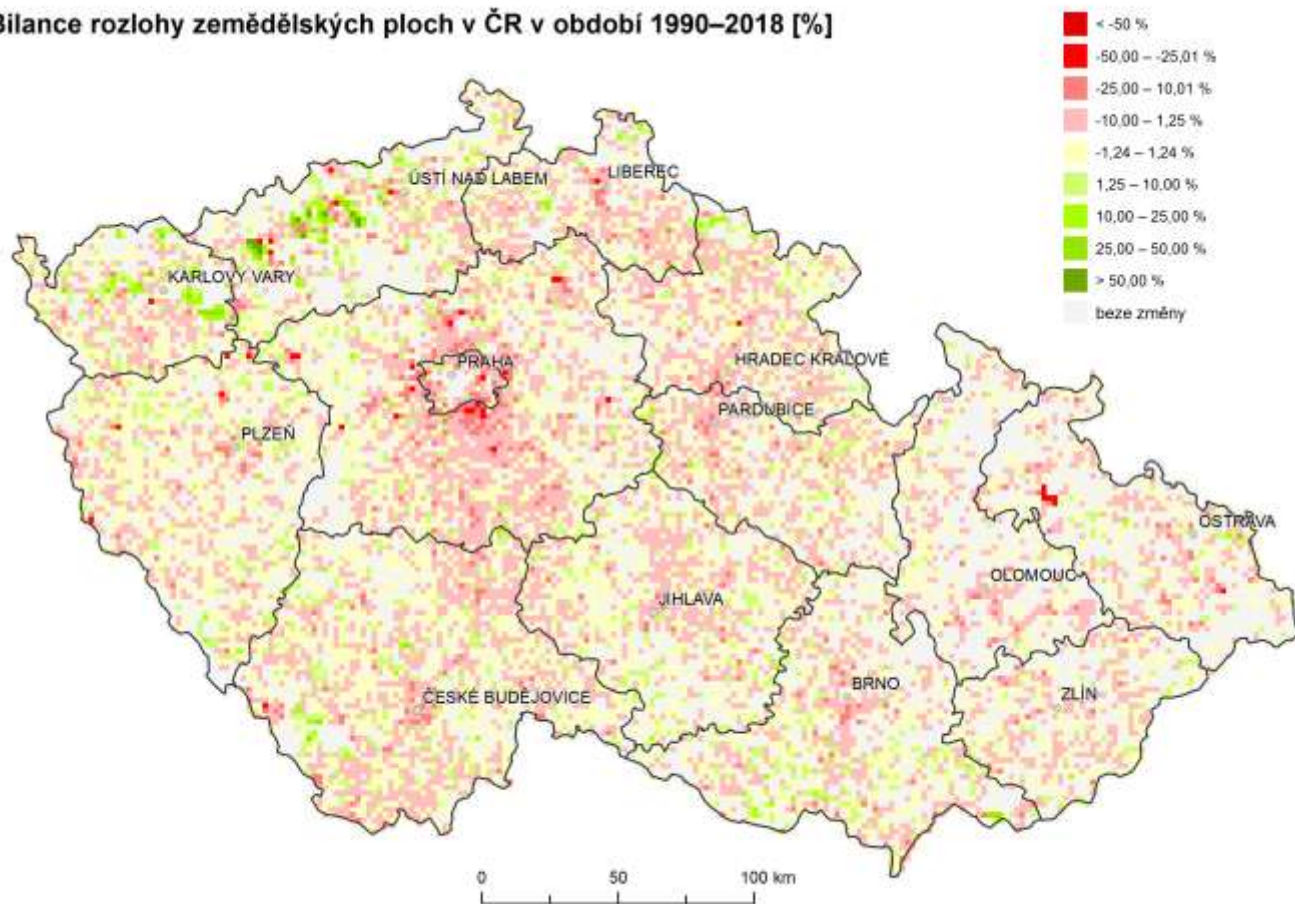 Bilance rozlohy zemědělských ploch v ČR v období 1990–2018 [%]
< -50 %
-50,00 – -25,01 %
-25,00 – 10,01 %
-10,00 – 1,25 %
-1,24 – 1,24 %
1,25 – 10,00 %
10,00 – 25,00 %
25,00 – 50,00 %
> 50,00 %
beze změny
ÚSTÍ NAD LABEM
LIBEREC
KARLOVY VARY
PRAHA
HRADEC KRÁLOVÉ
PARDUBICE
PLZEŇ
OSTRAVA
OLOMOUC
JIHLAVA
BRNO
ZLÍN
ČESKÉ BUDĚJOVICE
0 50 100 km